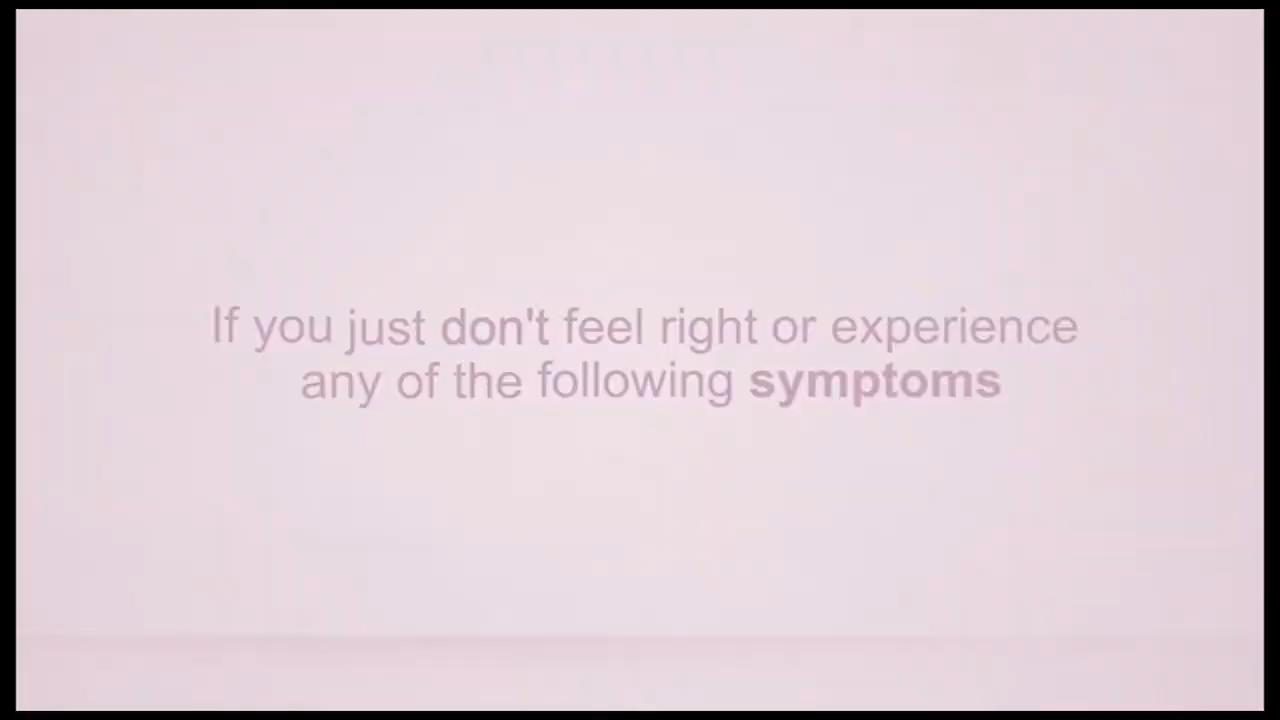 If you just don't feel right or experience
any of the following symptoms